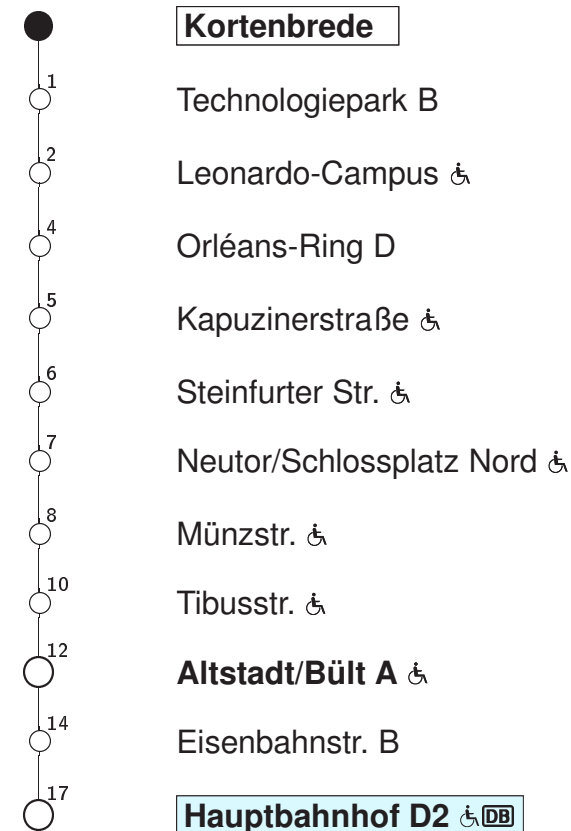 Kortenbrede
1 Technologiepark B
2 Leonardo-Campus
4 Orléans-Ring D
5 Kapuzinerstraße
6 Steinfurter Str.
7 Neutor/Schlossplatz Nord
8 Münzstr.
10 Tibusstr.
12 Altstadt/Bült A
14 Eisenbahnstr. B
17 Hauptbahnhof D2 DB